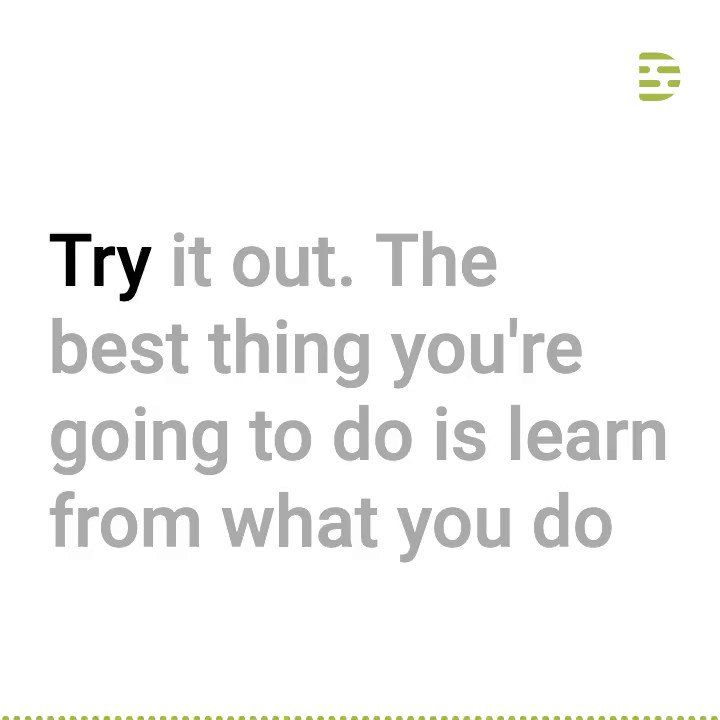 Try it out. The
best thing you're
going to do is learn
from what you do